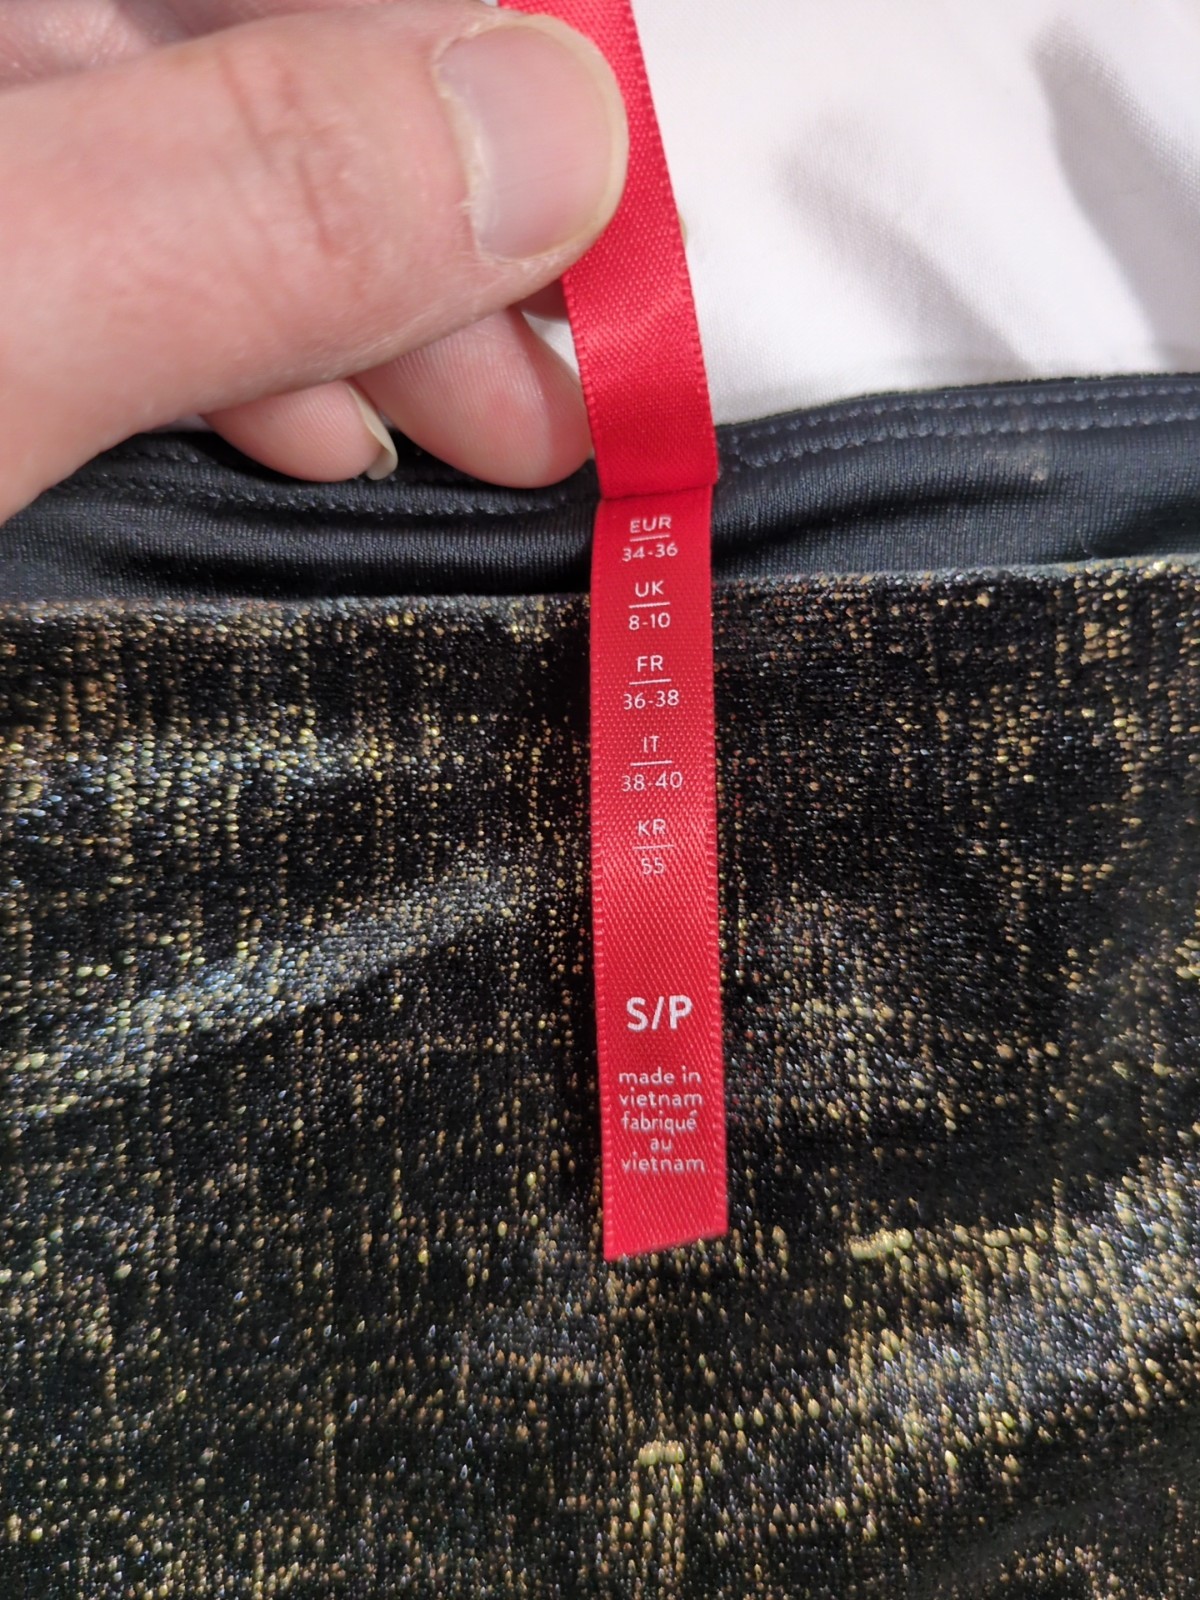 EUR
34-36
UK
8-10
FR
36-38
IT
38-40
KR
55
S/P
made in
vietnam
fabriqué
au
vietnam